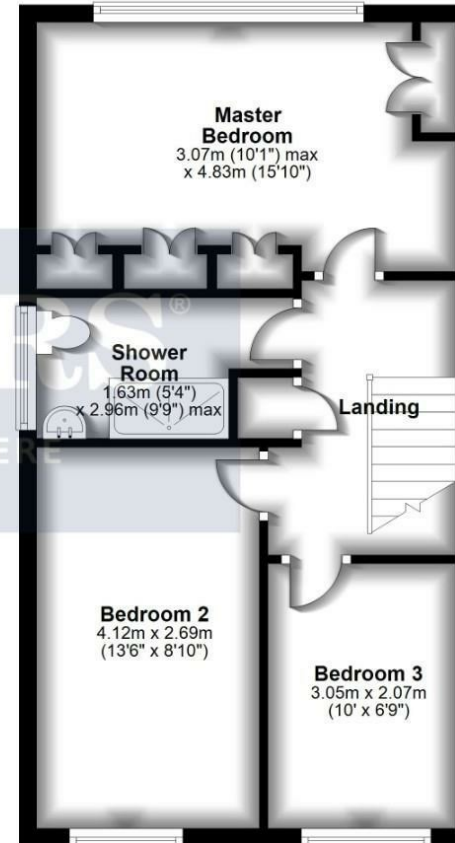 Master
Bedroom
3.07m (10'1") max
x 4.83m (15'10")
RS®
Shower
Room
1.63m (5'4")
x 2.96m (9'9") max
Landing
ERE
Bedroom 2
4.12m x 2.69m
(13'6" x 8'10")
Bedroom 3
3.05m x 2.07m
(10' x 6'9")